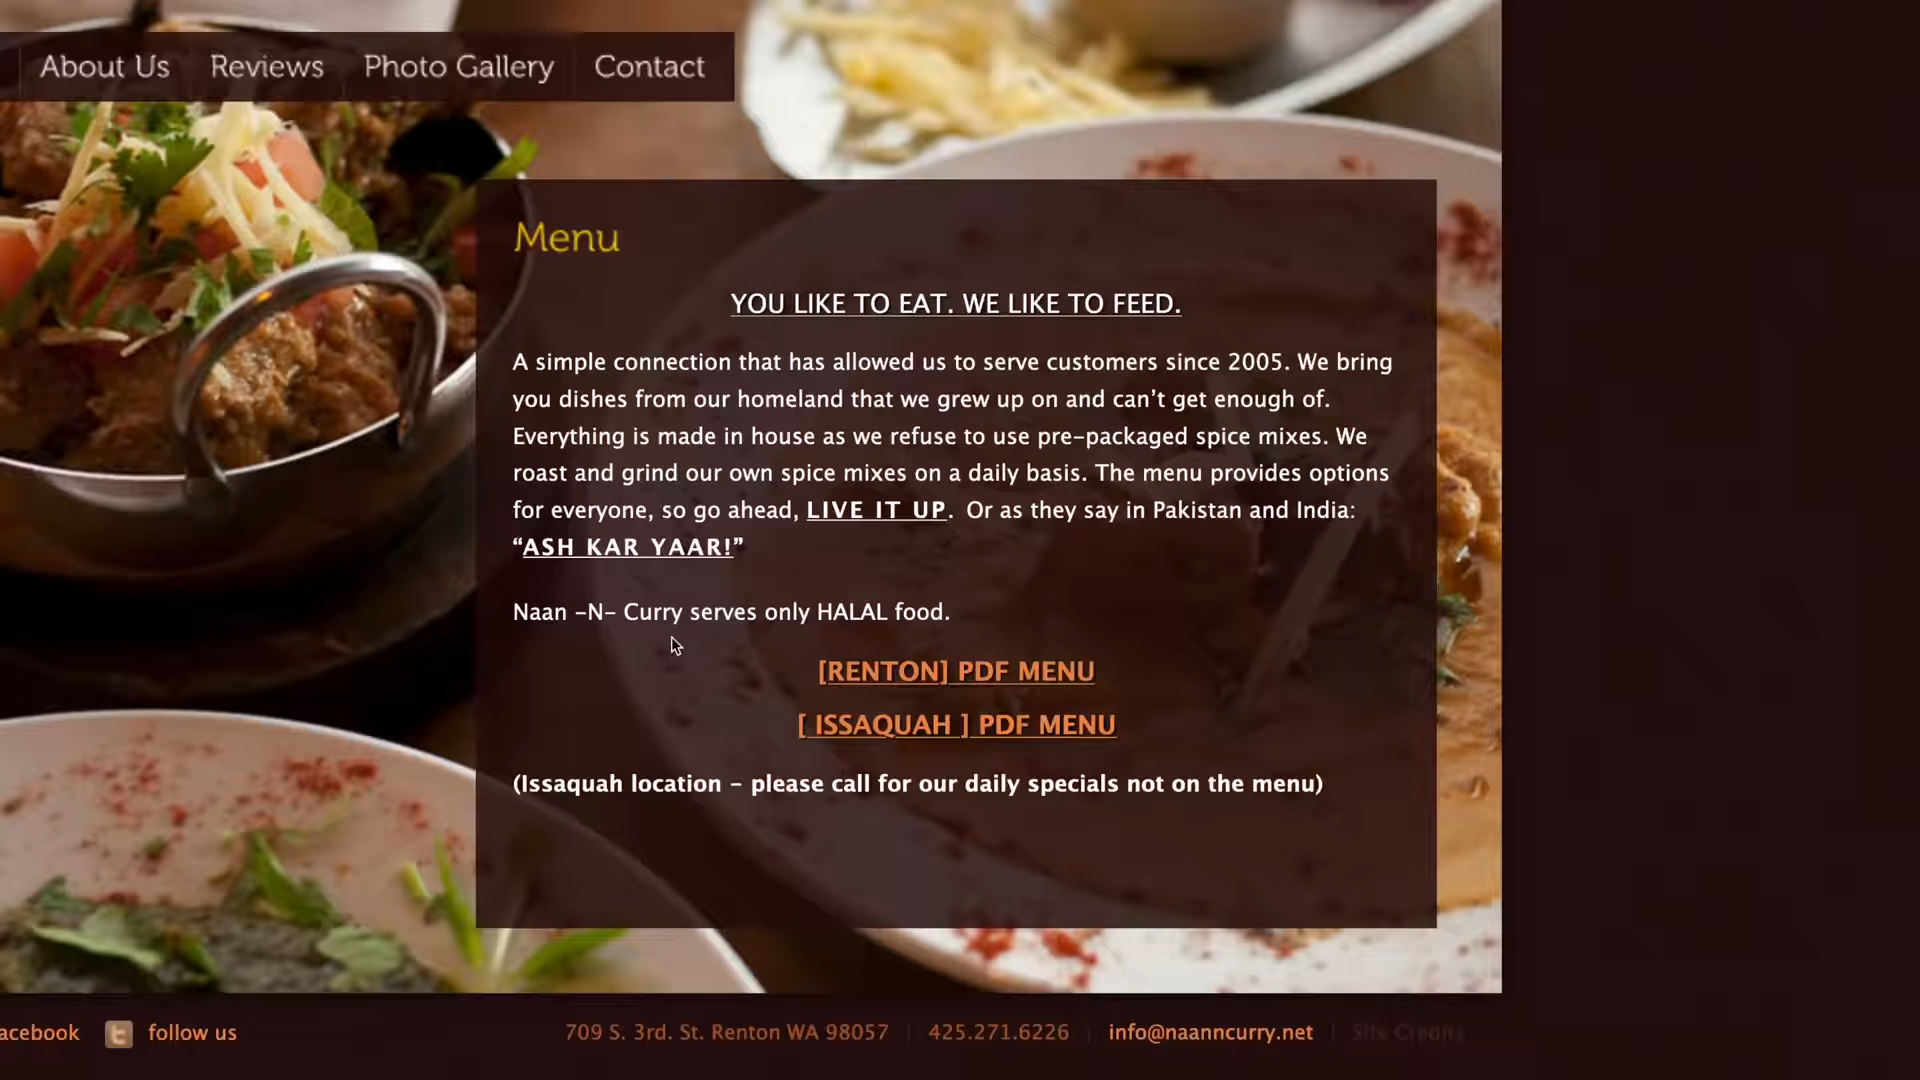 About Us Reviews Photo Gallery Contact
Menu
YOU LIKE TO EAT. WE LIKE TO FEED.
A simple connection that has allowed us to serve customers since 2005. We bring
you dishes from our homeland that we grew up on and can’t get enough of.
Everything is made in house as we refuse to use pre-packaged spice mixes. We
roast and grind our own spice mixes on a daily basis. The menu provides options
for everyone, so go ahead, LIVE IT UP. Or as they say in Pakistan and India:
“ASH KAR YAAR!”
Naan -N- Curry serves only HALAL food.
[RENTON] PDF MENU
[ ISSAQUAH ] PDF MENU
(Issaquah location - please call for our daily specials not on the menu)
acebook follow us 709 S. 3rd. St. Renton WA 98057 | 425.271.6226 | info@naanncurry.net | Site Credits